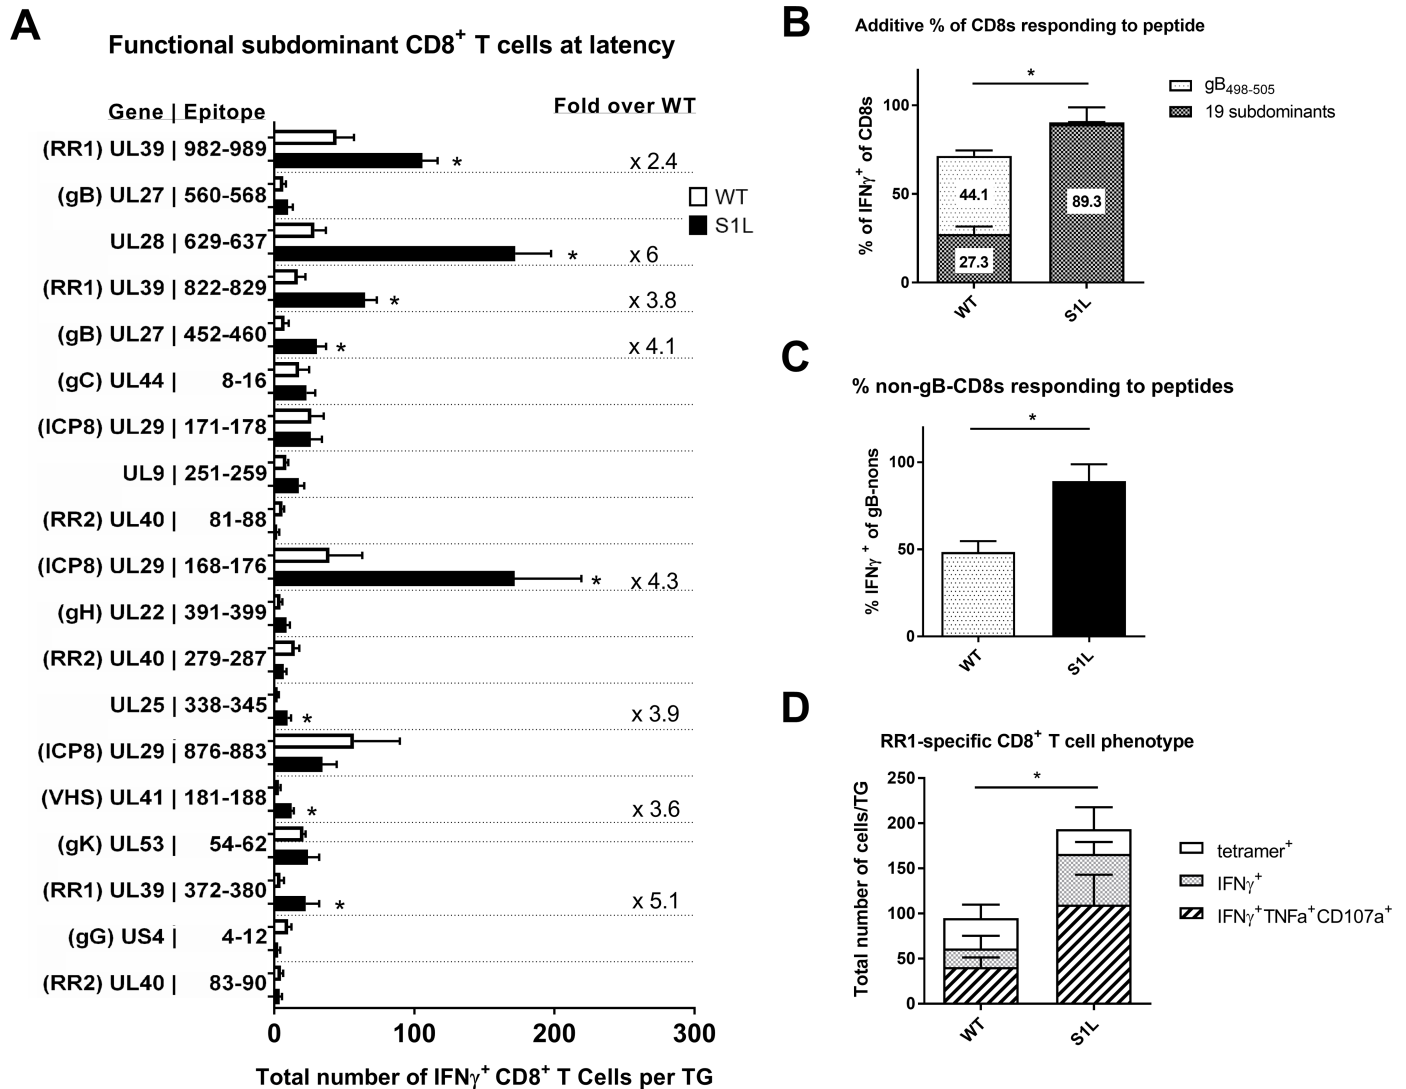 A
Functional subdominant CD8+ T cells at latency
Gene | Epitope
Fold over WT
(RR1) UL39 | 982-989
* x 2.4
(gB) UL27 | 560-568
WT
S1L
UL28 | 629-637
* x 6
(RR1) UL39 | 822-829
* x 3.8
(gB) UL27 | 452-460
* x 4.1
(gC) UL44 | 8-16
(ICP8) UL29 | 171-178
UL9 | 251-259
(RR2) UL40 | 81-88
(ICP8) UL29 | 168-176
* x 4.3
(gH) UL22 | 391-399
(RR2) UL40 | 279-287
UL25 | 338-345
* x 3.9
(ICP8) UL29 | 876-883
(VHS) UL41 | 181-188
* x 3.6
(gK) UL53 | 54-62
(RR1) UL39 | 372-380
* x 5.1
(gG) US4 | 4-12
(RR2) UL40 | 83-90
0 100 200 300
Total number of IFNγ+ CD8+ T Cells per TG
B
Additive % of CD8s responding to peptide
% of IFNγ+ of CD8s
100
50
0
*
44.1
27.3
89.3
WT
S1L
gB498-505
19 subdominants
C
% non-gB-CD8s responding to peptides
% IFNγ+ of gB-nons
100
50
0
*
WT
S1L
D
RR1-specific CD8+ T cell phenotype
Total number of cells/TG
250
200
150
100
50
0
*
WT
S1L
tetramer+
IFNγ+
IFNγ+TNFa+CD107a+